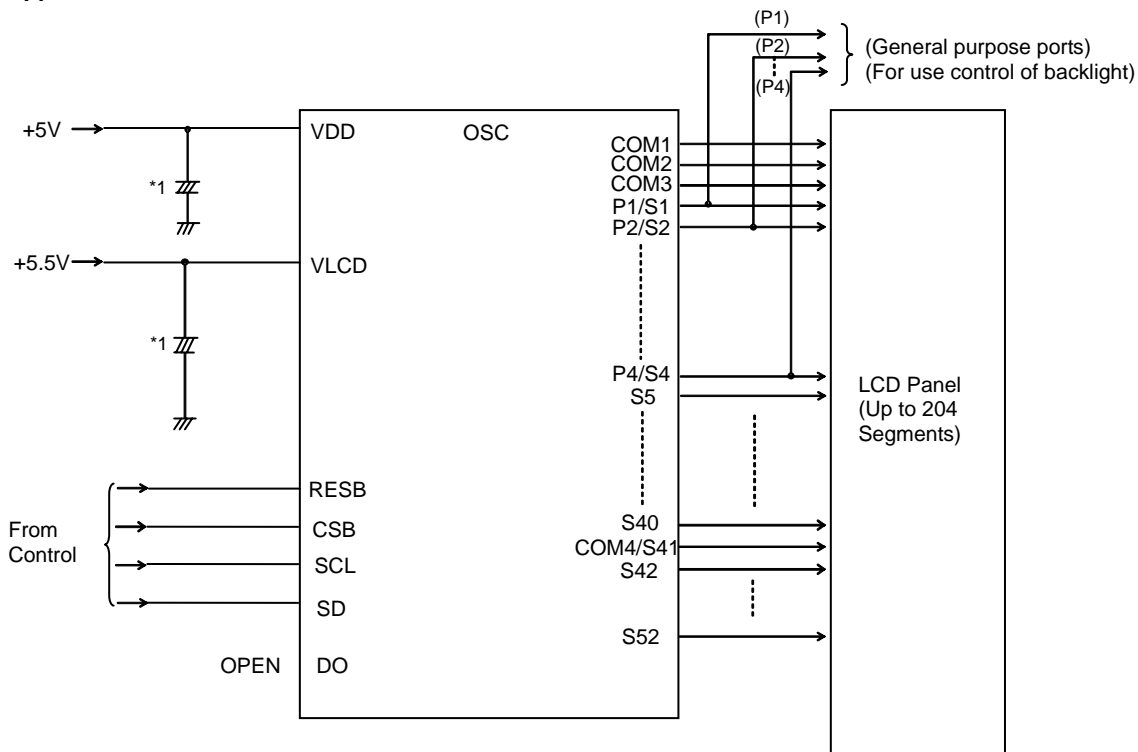 (P1)
(P2)
(P4)
(General purpose ports)
(For use control of backlight)
+5V
VDD
OSC
COM1
COM2
COM3
P1/S1
P2/S2
*1
+5.5V
VLCD
*1
P4/S4
S5
LCD Panel
(Up to 204
Segments)
From
Control
RESB
CSB
SCL
SD
S40
COM4/S41
S42
S52
OPEN
DO